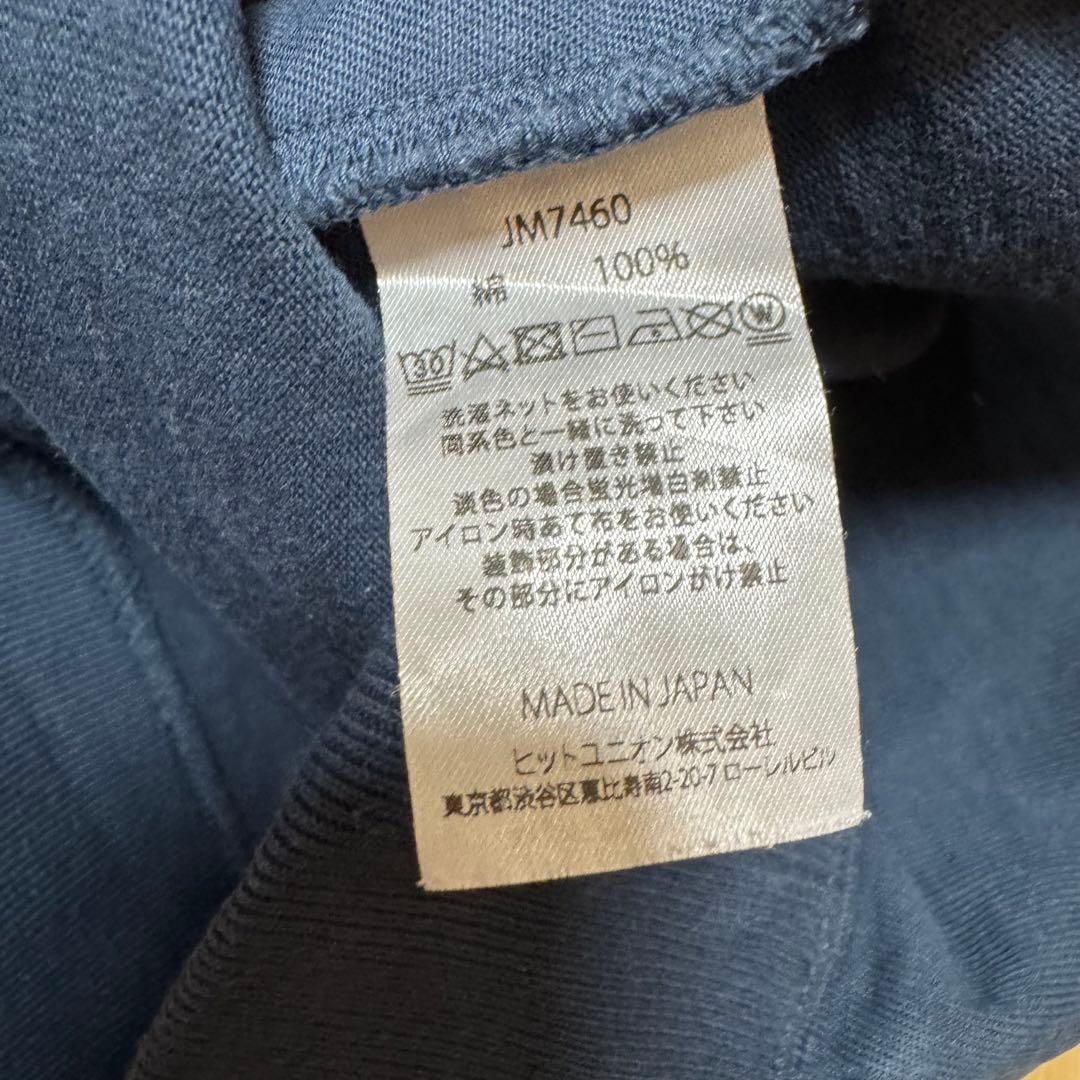 JM7460
綿 100%
30 W
洗濯ネットをお使いください
同系色と一緒に洗って下さい
漬け置き禁止
淡色の場合蛍光増白剤禁止
アイロン時あて布をお使いください
装飾部分がある場合は、
その部分にアイロンがけ禁止
MADE IN JAPAN
ヒットユニオン株式会社
東京都渋谷区恵比寿南2-20-7 ローレルビル